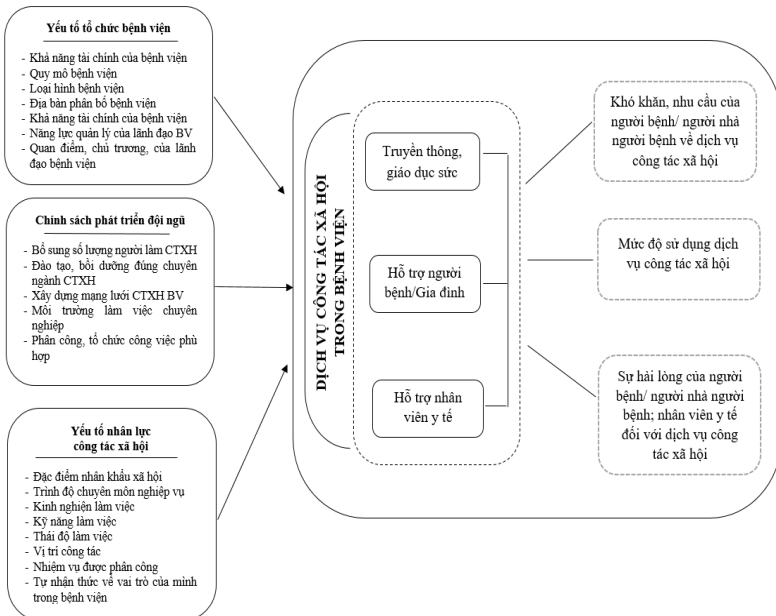 Yếu tố tổ chức bệnh viện
- Khả năng tài chính của bệnh viện
- Quy mô bệnh viện
- Loại hình bệnh viện
- Địa bàn phân bố bệnh viện
- Khả năng tài chính của bệnh viện
- Năng lực quản lý của lãnh đạo BV
- Quan điểm, chủ trương, của lãnh
đạo bệnh viện
Chính sách phát triển đội ngũ
- Bổ sung số lượng người làm CTXH
- Đào tạo, bồi dưỡng đúng chuyên
ngành CTXH
- Xây dựng mạng lưới CTXH BV
- Môi trường làm việc chuyên
nghiệp
- Phân công, tổ chức công việc phù
hợp
Yếu tố nhân lực
công tác xã hội
- Đặc điểm nhân khẩu xã hội
- Trình độ chuyên môn nghiệp vụ
- Kinh nghiện làm việc
- Kỹ năng làm việc
- Thái độ làm việc
- Vị trí công tác
- Nhiệm vụ được phân công
- Tự nhận thức về vai trò của mình
trong bệnh viện
DỊCH VỤ CÔNG TÁC XÃ HỘI
TRONG BỆNH VIỆN
Truyền thông,
giáo dục sức
Hỗ trợ người
bệnh/Gia đình
Hỗ trợ nhân
viên y tế
Khó khăn, nhu cầu của
người bệnh/ người nhà
người bệnh về dịch vụ
công tác xã hội
Mức độ sử dụng dịch
vụ công tác xã hội
Sự hài lòng của người
bệnh/ người nhà người
bệnh; nhân viên y tế
đối với dịch vụ công
tác xã hội